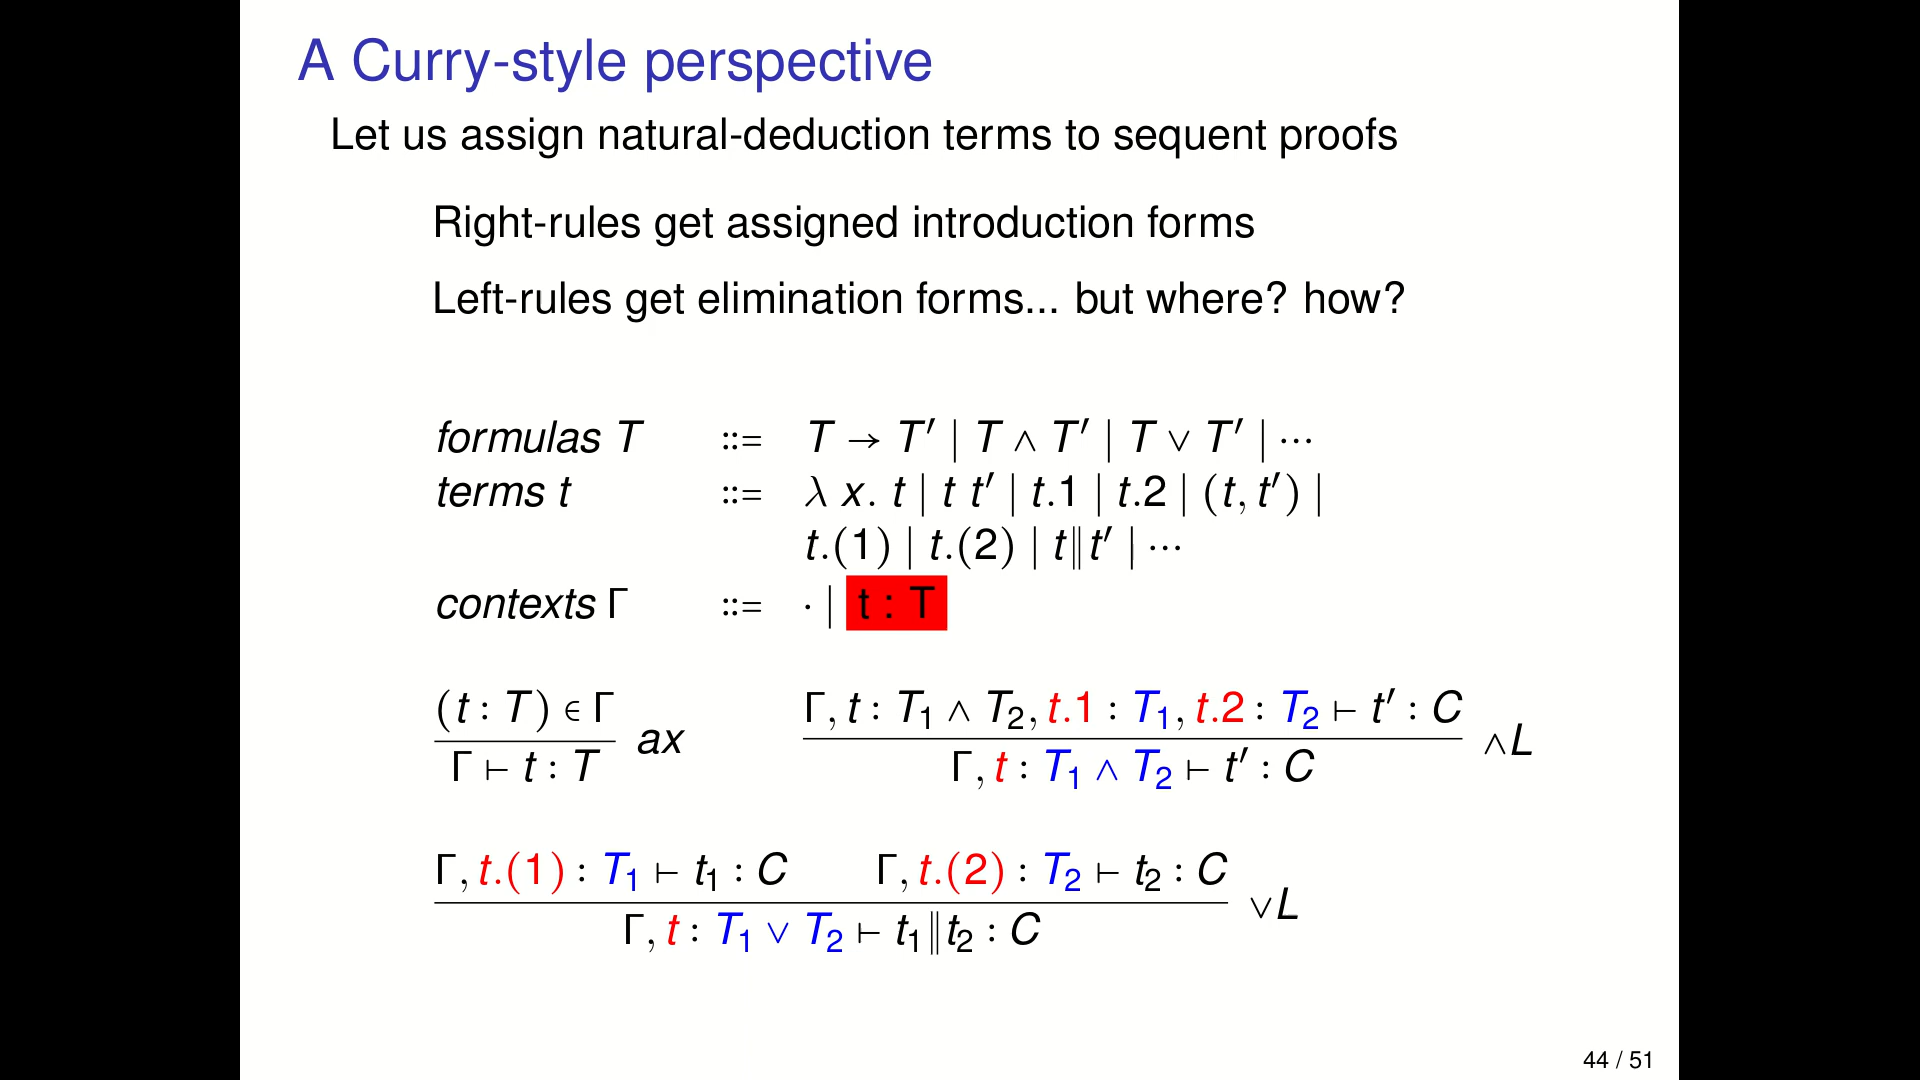 A Curry-style perspective
Let us assign natural-deduction terms to sequent proofs
Right-rules get assigned introduction forms
Left-rules get elimination forms... but where? how?
formulas T ::= T → T′ | T ∧ T′ | T ∨ T′ | ···
terms t ::= λ x. t | t t′ | t.1 | t.2 | (t, t′) |
t.(1) | t.(2) | t‖t′ | ···
contexts Γ ::= · | t : T
(t : T) ∈ Γ
Γ ⊢ t : T
ax
Γ, t : T₁ ∧ T₂, t.1 : T₁, t.2 : T₂ ⊢ t′ : C
Γ, t : T₁ ∧ T₂ ⊢ t′ : C
∧L
Γ, t.(1) : T₁ ⊢ t₁ : C Γ, t.(2) : T₂ ⊢ t₂ : C
Γ, t : T₁ ∨ T₂ ⊢ t₁‖t₂ : C
∨L
44 / 51